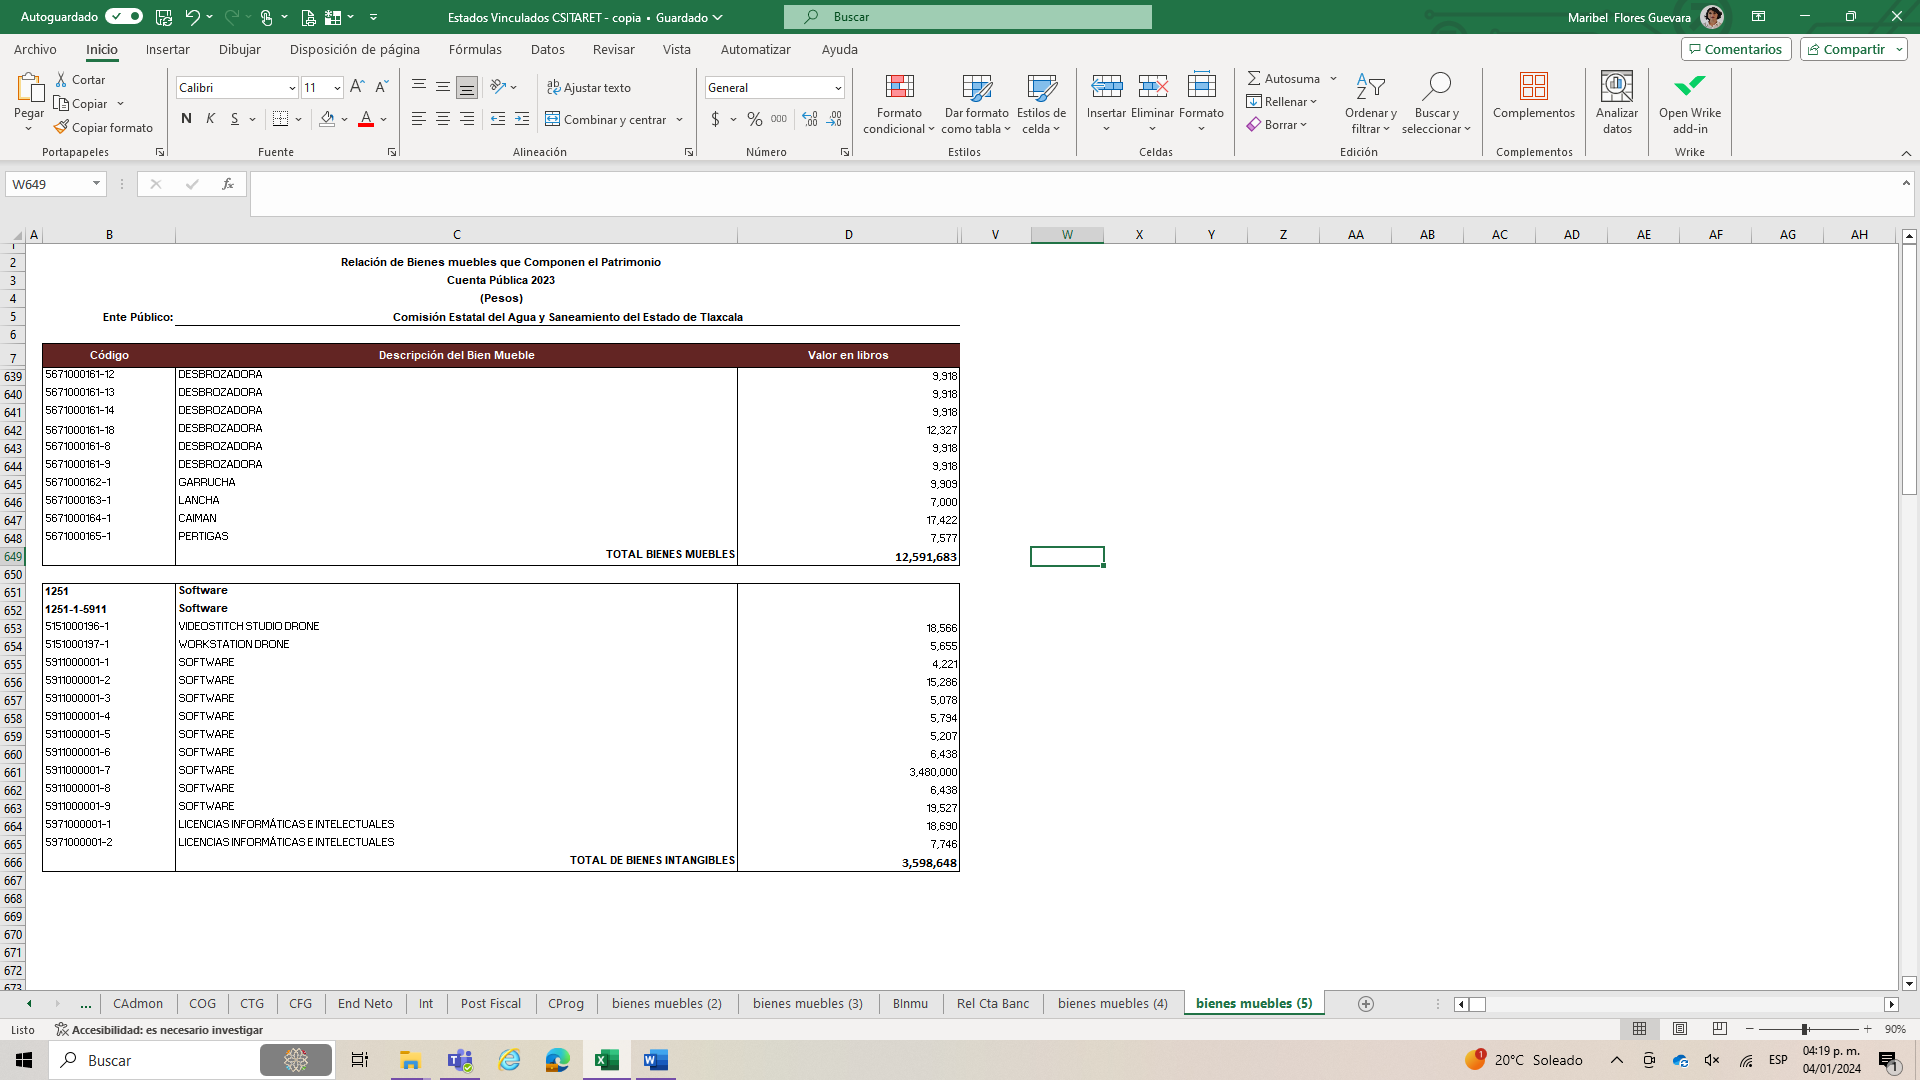 Autoguardado
Estados Vinculados CSITARET - copia • Guardado
Buscar
Maribel Flores Guevara
Archivo Inicio Insertar Dibujar Disposición de página Fórmulas Datos Revisar Vista Automatizar Ayuda
Comentarios Compartir
Pegar
Cortar
Copiar
Copiar formato
Portapapeles
Calibri 11
N K S
Fuente
Ajustar texto
Combinar y centrar
Alineación
General
$ % 000
Número
Formato condicional
Dar formato como tabla
Estilos de celda
Estilos
Insertar Eliminar Formato
Celdas
Autosuma
Rellenar
Borrar
Ordenar y filtrar
Buscar y seleccionar
Edición
Complementos
Complementos
Analizar datos
Open Wrike add-in
Wrike
W649
fx
A B C D V W X Y Z AA AB AC AD AE AF AG AH
1
2 Relación de Bienes muebles que Componen el Patrimonio
3 Cuenta Pública 2023
4 (Pesos)
5 Ente Público: Comisión Estatal del Agua y Saneamiento del Estado de Tlaxcala
6
7 Código Descripción del Bien Mueble Valor en libros
639 5671000161-12 DESBROZADORA 9,918
640 5671000161-13 DESBROZADORA 9,918
641 5671000161-14 DESBROZADORA 9,918
642 5671000161-18 DESBROZADORA 12,327
643 5671000161-8 DESBROZADORA 9,918
644 5671000161-9 DESBROZADORA 9,918
645 5671000162-1 GARRUCHA 9,909
646 5671000163-1 LANCHA 7,000
647 5671000164-1 CAIMAN 17,422
648 5671000165-1 PERTIGAS 7,577
649 TOTAL BIENES MUEBLES 12,591,683
650
651 1251 Software
652 1251-1-5911 Software
653 5151000196-1 VIDEOSTITCH STUDIO DRONE 18,566
654 5151000197-1 WORKSTATION DRONE 5,655
655 5911000001-1 SOFTWARE 4,221
656 5911000001-2 SOFTWARE 15,286
657 5911000001-3 SOFTWARE 5,078
658 5911000001-4 SOFTWARE 5,794
659 5911000001-5 SOFTWARE 5,207
660 5911000001-6 SOFTWARE 6,438
661 5911000001-7 SOFTWARE 3,480,000
662 5911000001-8 SOFTWARE 6,438
663 5911000001-9 SOFTWARE 19,527
664 5971000001-1 LICENCIAS INFORMÁTICAS E INTELECTUALES 18,690
665 5971000001-2 LICENCIAS INFORMÁTICAS E INTELECTUALES 7,746
666 TOTAL DE BIENES INTANGIBLES 3,598,648
667
668
669
670
671
672
673
... CAdmon COG CTG CFG End Neto Int Post Fiscal CProg bienes muebles (2) bienes muebles (3) BInmu Rel Cta Banc bienes muebles (4) bienes muebles (5)
Listo Accesibilidad: es necesario investigar 90%
Buscar
1 20°C Soleado ESP 04:19 p. m.
04/01/2024 1